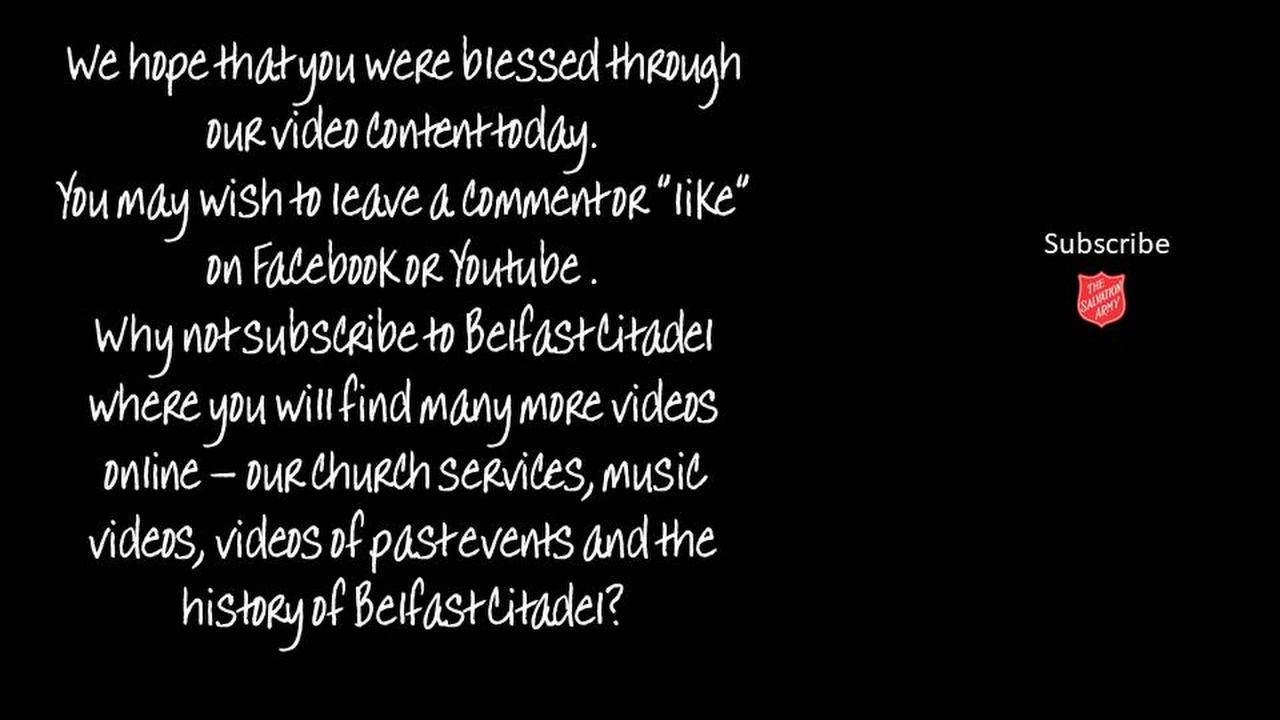 We hope that you were blessed through
our video content today.
You may wish to leave a comment or "like"
on Facebook or Youtube .
Why not subscribe to Belfast Citadel
where you will find many more videos
online – our church services, music
videos, videos of past events and the
history of Belfast Citadel?
Subscribe
THE
SALVATION
ARMY